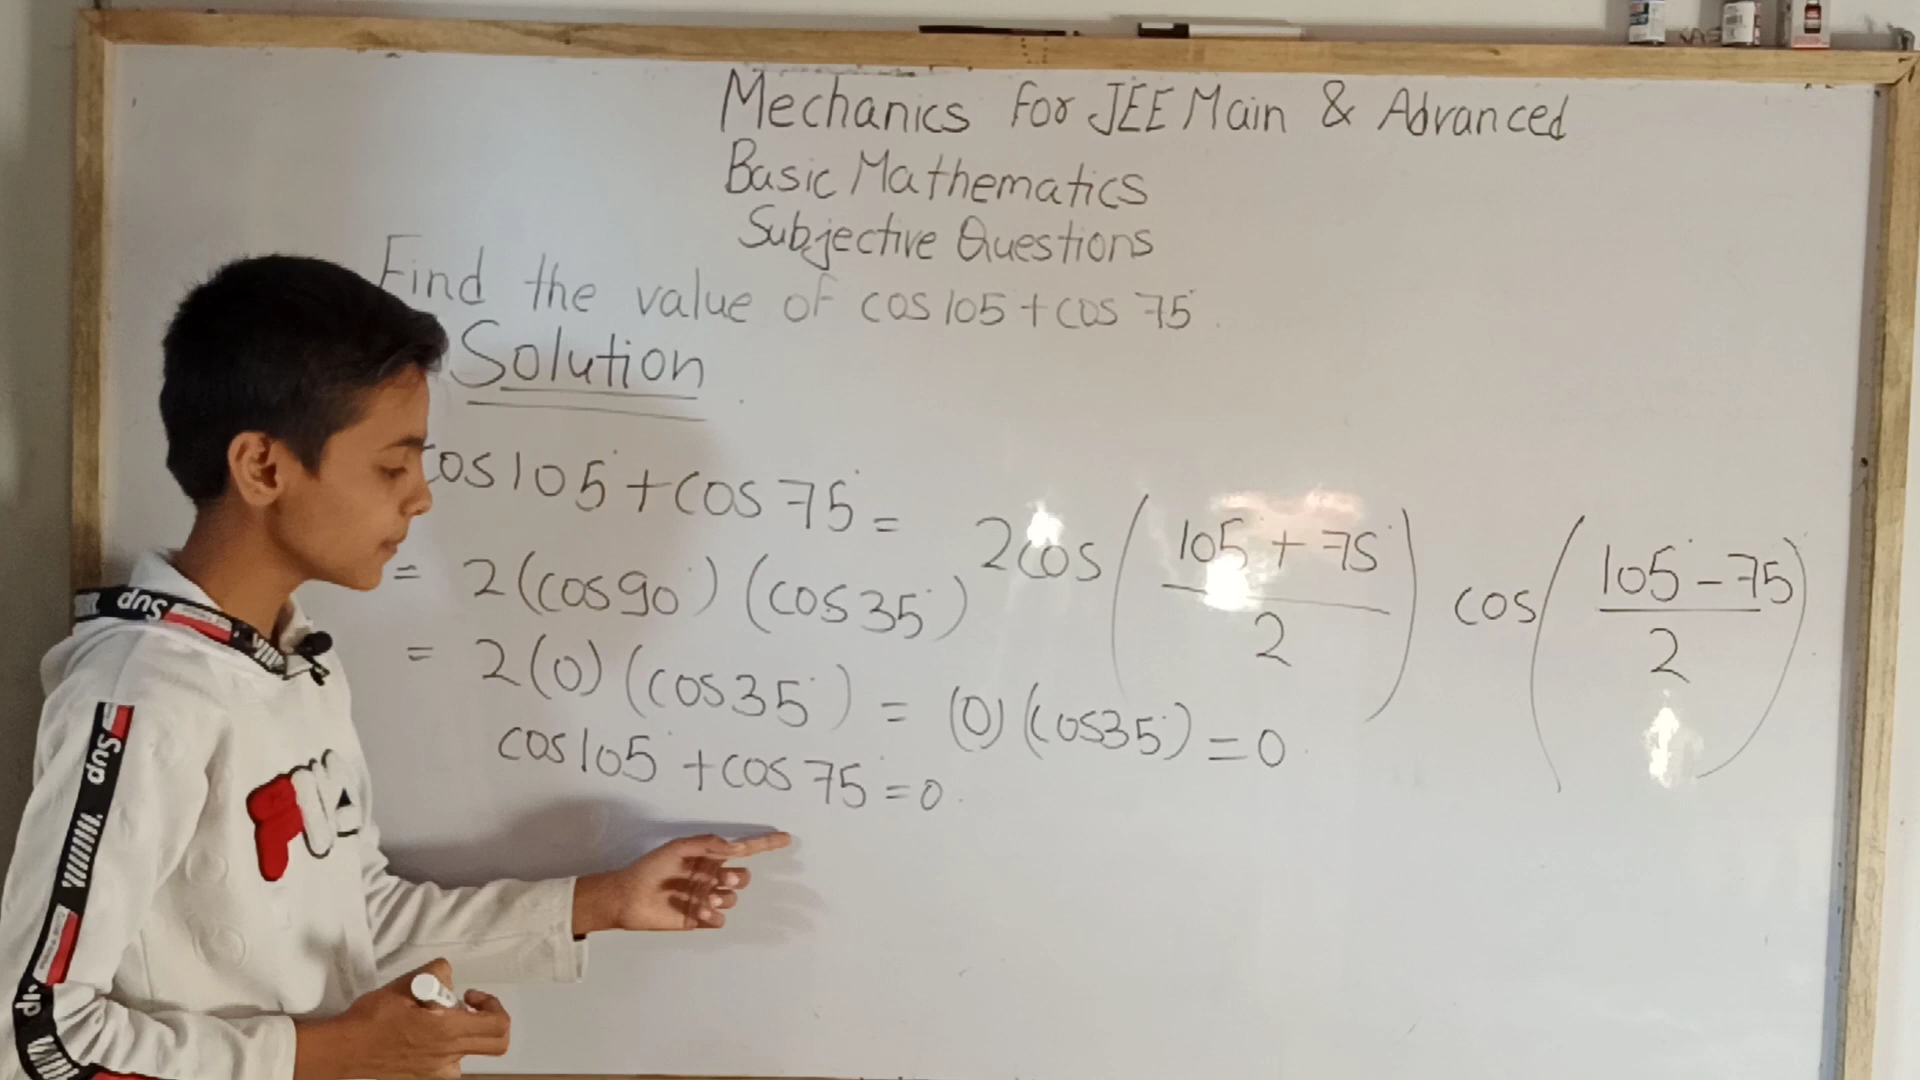 Mechanics For JEE Main & Advanced
Basic Mathematics
Subjective Questions
Find the value of cos 105° + cos 75°.
Solution
cos 105° + cos 75° = 2cos (105° + 75° / 2) cos (105° - 75° / 2)
= 2 (cos 90°) (cos 35°)
= 2 (0) (cos 35°) = (0) (cos 35°) = 0.
cos 105° + cos 75° = 0.
Sup
Sup